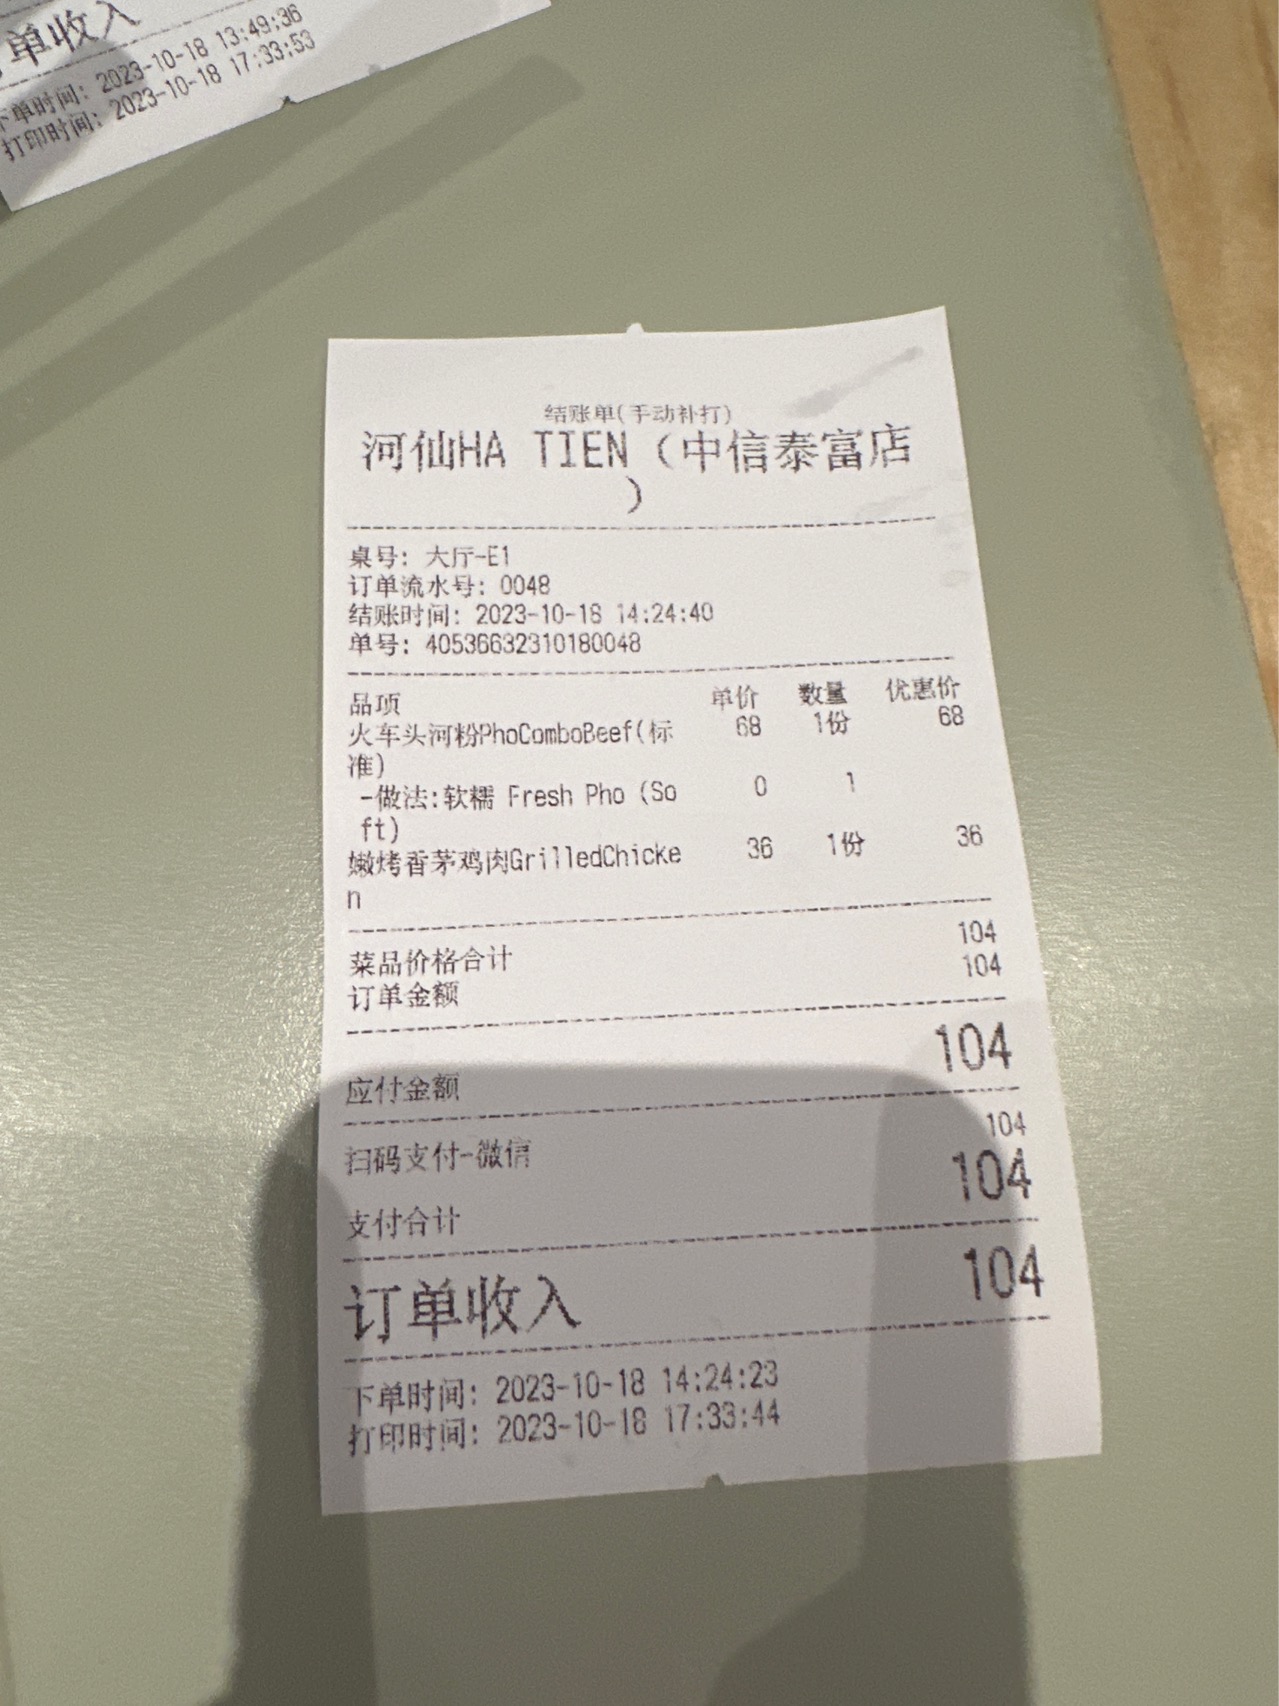 单收入
下单时间: 2023-10-18 13:49:36
打印时间: 2023-10-18 17:33:53
结账单(手动补打)
河仙HA TIEN（中信泰富店
）
桌号: 大厅-E1
订单流水号: 0048
结账时间: 2023-10-18 14:24:40
单号: 40536632310180048
品项 单价 数量 优惠价
火车头河粉PhoComboBeef(标 68 1份 68
准)
-做法:软糯 Fresh Pho (So 0 1
ft)
嫩烤香茅鸡肉GrilledChicke 36 1份 36
n
菜品价格合计 104
订单金额 104
应付金额 104
扫码支付-微信 104
支付合计 104
订单收入 104
下单时间: 2023-10-18 14:24:23
打印时间: 2023-10-18 17:33:44